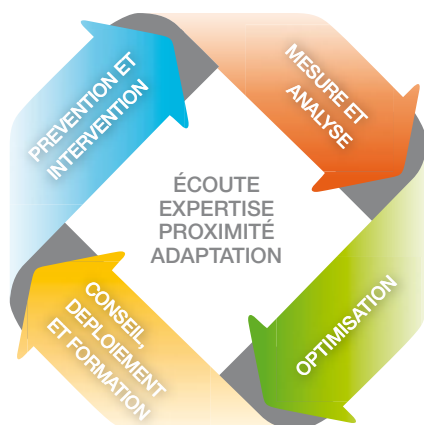 PREVENTION ET
INTERVENTION
MESURE ET
ANALYSE
ÉCOUTE
EXPERTISE
PROXIMITÉ
ADAPTATION
OPTIMISATION
CONSEIL,
DEPLOIEMENT
ET FORMATION